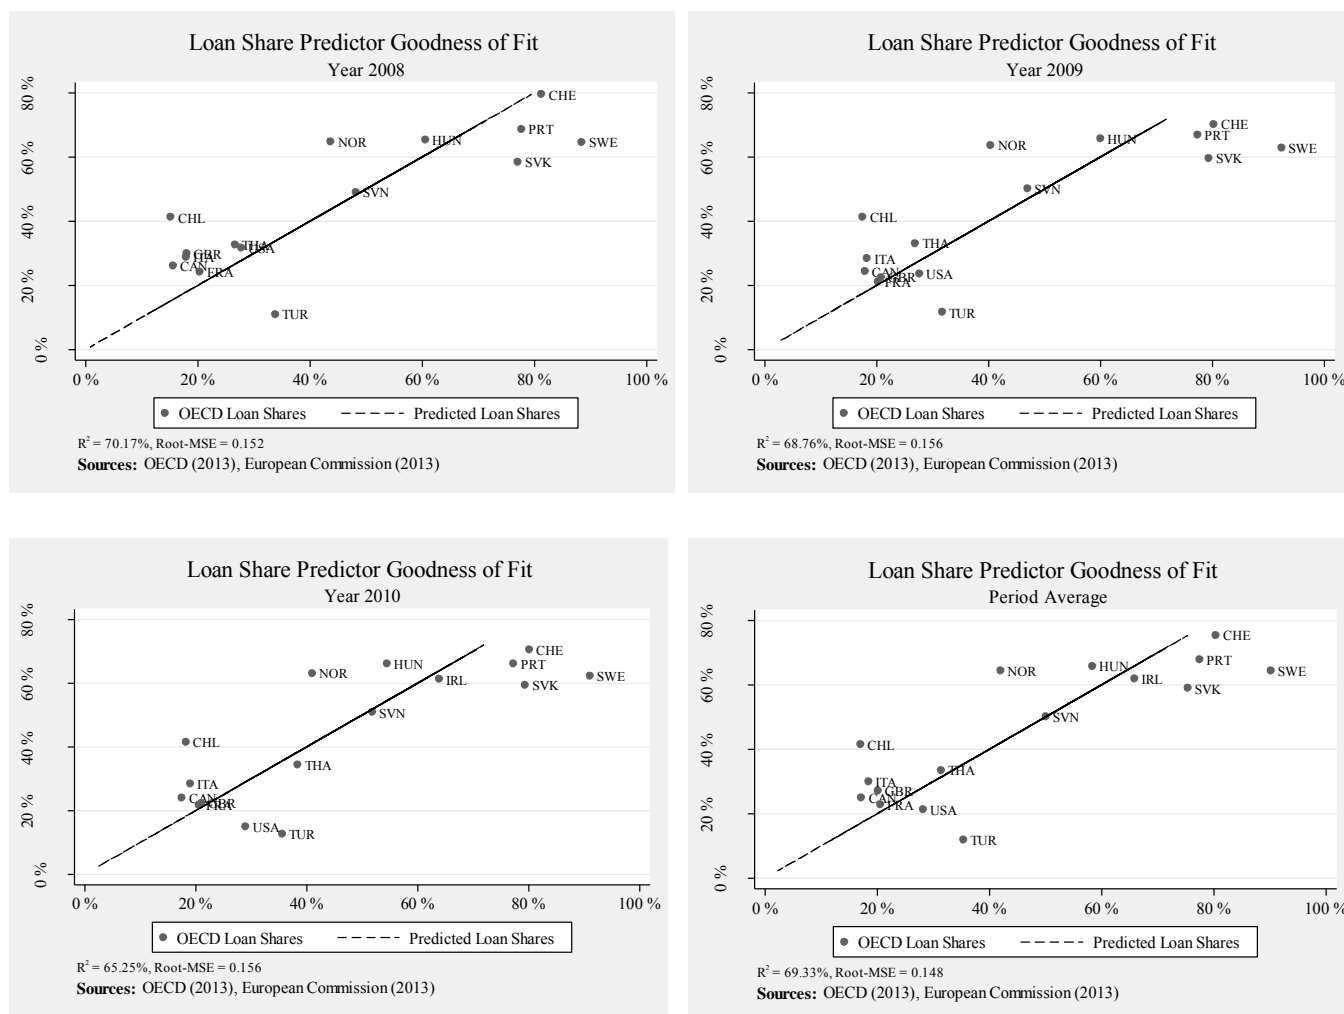 Loan Share Predictor Goodness of Fit
Year 2008
80 %
60 %
40 %
20 %
0 %
CHE
PRT
NOR
HUN
SWE
SVK
SVN
CHL
THA
USA
GBR
ITA
CAN
FRA
TUR
0 % 20 % 40 % 60 % 80 % 100 %
OECD Loan Shares Predicted Loan Shares
R² = 70.17%, Root-MSE = 0.152
Sources: OECD (2013), European Commission (2013)
Loan Share Predictor Goodness of Fit
Year 2009
80 %
60 %
40 %
20 %
0 %
CHE
PRT
HUN
NOR
SWE
SVK
SVN
CHL
THA
ITA
CAN
USA
GBR
FRA
TUR
0 % 20 % 40 % 60 % 80 % 100 %
OECD Loan Shares Predicted Loan Shares
R² = 68.76%, Root-MSE = 0.156
Sources: OECD (2013), European Commission (2013)
Loan Share Predictor Goodness of Fit
Year 2010
80 %
60 %
40 %
20 %
0 %
CHE
HUN
PRT
NOR
SWE
IRL
SVK
SVN
CHL
THA
ITA
CAN
GBR
FRA
USA
TUR
0 % 20 % 40 % 60 % 80 % 100 %
OECD Loan Shares Predicted Loan Shares
R² = 65.25%, Root-MSE = 0.156
Sources: OECD (2013), European Commission (2013)
Loan Share Predictor Goodness of Fit
Period Average
80 %
60 %
40 %
20 %
0 %
CHE
PRT
HUN
NOR
SWE
IRL
SVK
SVN
CHL
THA
ITA
GBR
CAN
FRA
USA
TUR
0 % 20 % 40 % 60 % 80 % 100 %
OECD Loan Shares Predicted Loan Shares
R² = 69.33%, Root-MSE = 0.148
Sources: OECD (2013), European Commission (2013)